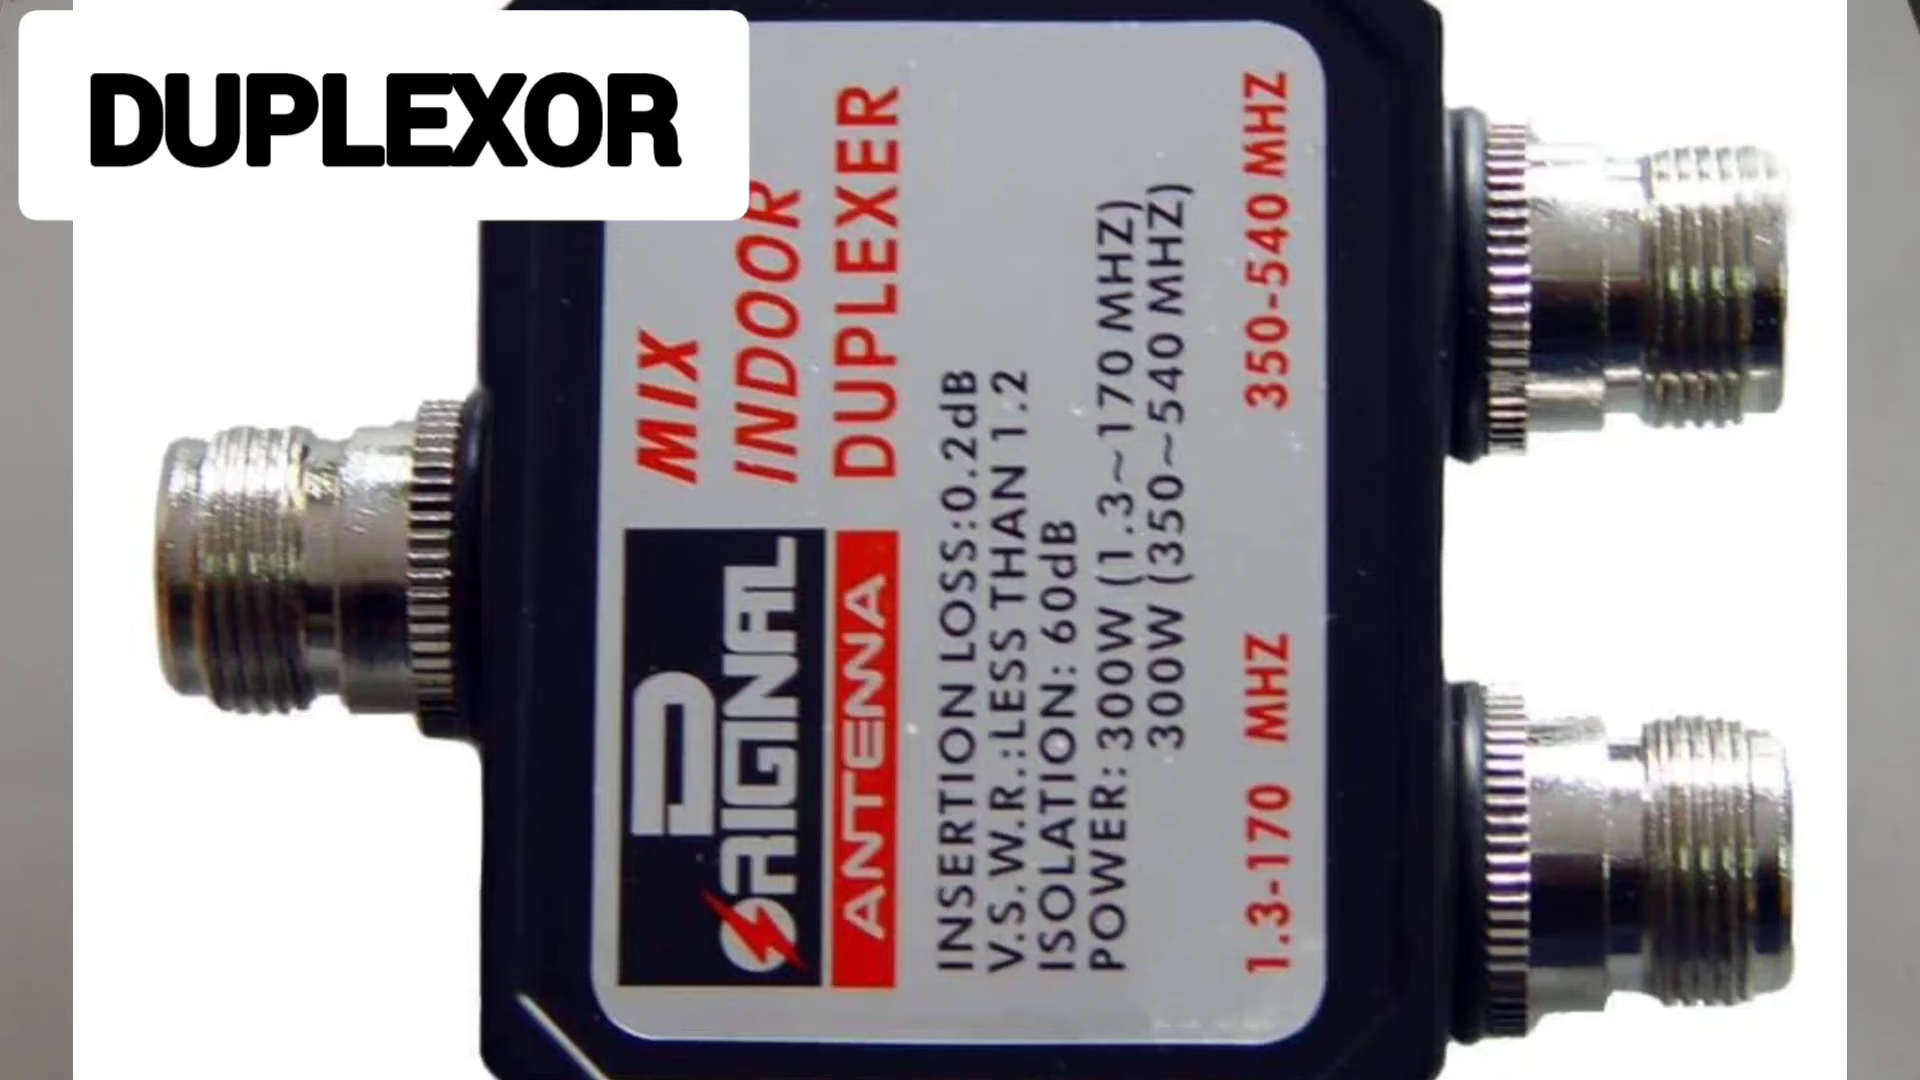 DUPLEXOR
MIX
INDOOR
DUPLEXER
D
ORIGINAL
ANTENNA
INSERTION LOSS:0.2dB
V.S.W.R.:LESS THAN 1.2
ISOLATION: 60dB
POWER: 300W (1.3~170 MHZ)
300W (350~540 MHZ)
1.3-170 MHZ
350-540 MHZ